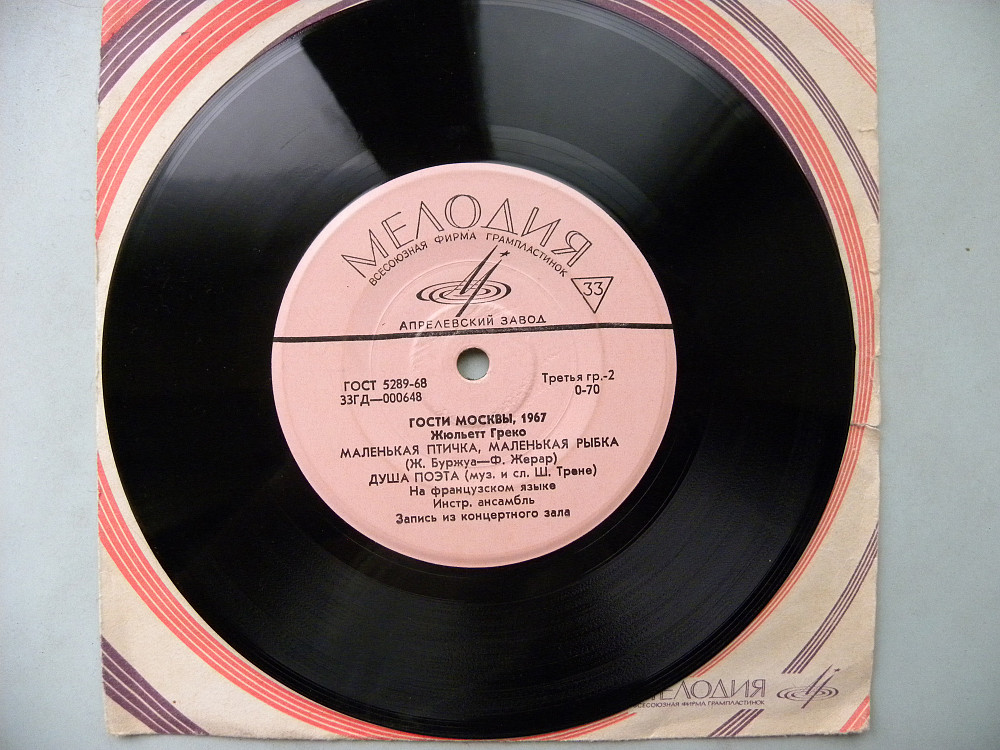 МЕЛОДИЯ
ВСЕСОЮЗНАЯ ФИРМА ГРАМПЛАСТИНОК
33
АПРЕЛЕВСКИЙ ЗАВОД
ГОСТ 5289-68
Третья гр.-2
33ГД—000648
0-70
ГОСТИ МОСКВЫ, 1967
Жюльетт Греко
МАЛЕНЬКАЯ ПТИЧКА, МАЛЕНЬКАЯ РЫБКА
(Ж. Буржуа—Ф. Жерар)
ДУША ПОЭТА (муз. и сл. Ш. Трене)
На французском языке
Инстр. ансамбль
Запись из концертного зала
МЕЛОДИЯ
ВСЕСОЮЗНАЯ ФИРМА ГРАМПЛАСТИНОК